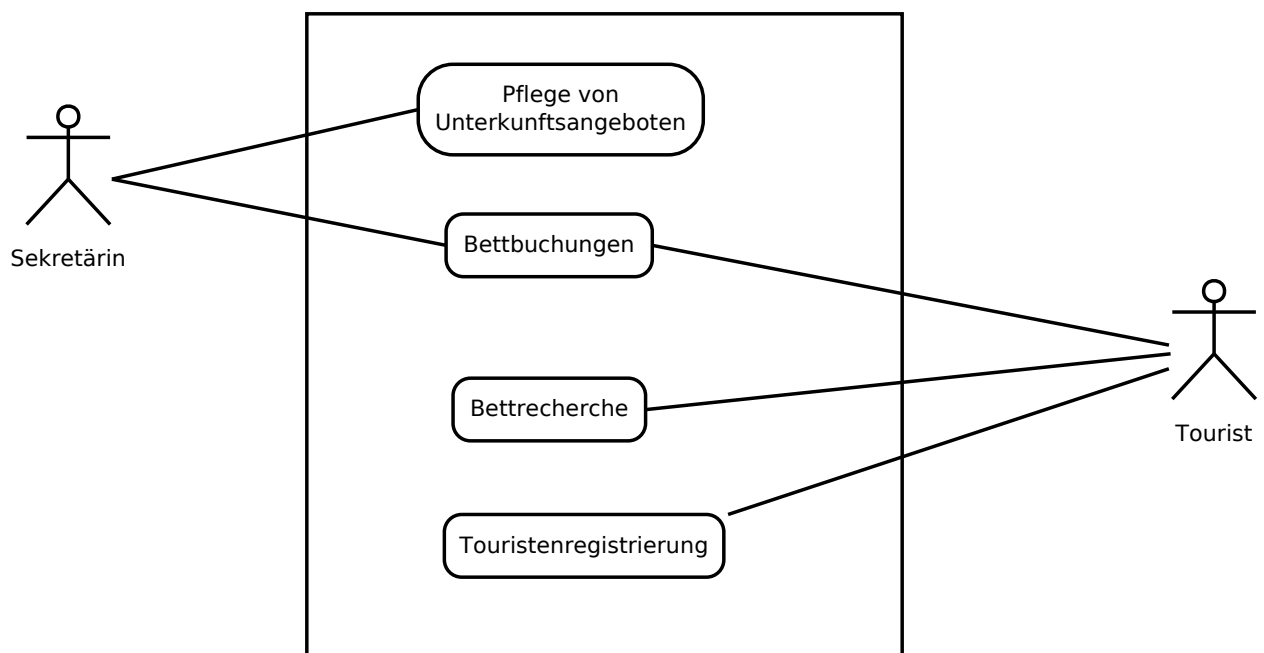 Pflege von
Unterkunftsangeboten
Sekretärin
Bettbuchungen
Bettrecherche
Tourist
Touristenregistrierung